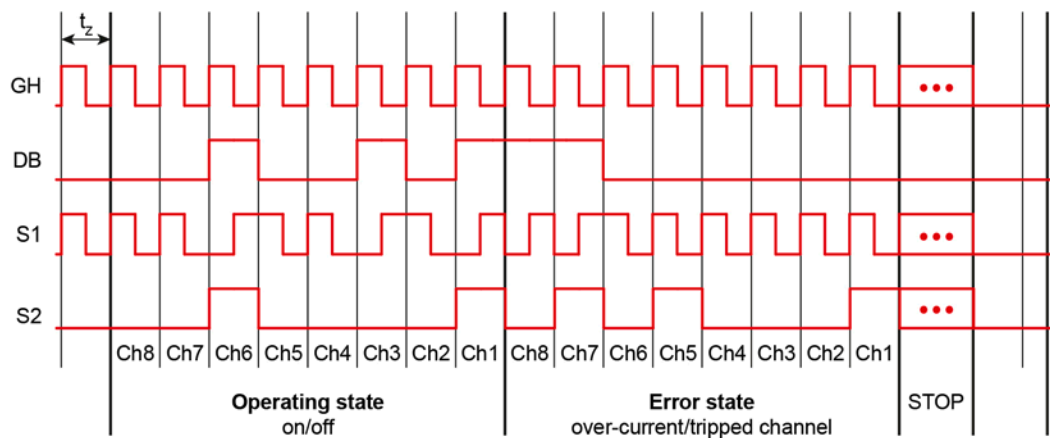 tz
GH
DB
S1
S2
Ch8 Ch7 Ch6 Ch5 Ch4 Ch3 Ch2 Ch1 Ch8 Ch7 Ch6 Ch5 Ch4 Ch3 Ch2 Ch1
Operating state Error state STOP
on/off over-current/tripped channel